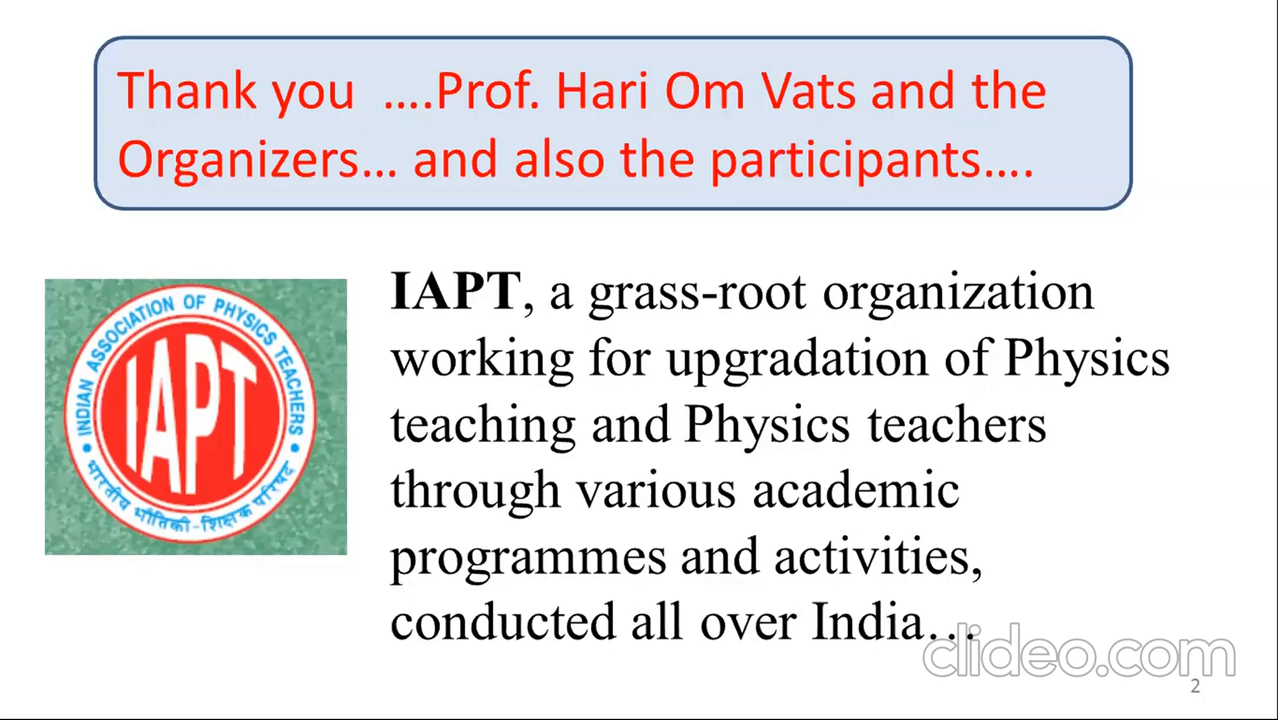 Thank you ….Prof. Hari Om Vats and the
Organizers… and also the participants….
INDIAN ASSOCIATION OF PHYSICS TEACHERS
IAPT
भारतीय भौतिकी-शिक्षक परिषद
IAPT, a grass-root organization
working for upgradation of Physics
teaching and Physics teachers
through various academic
programmes and activities,
conducted all over India…
clideo.com
2